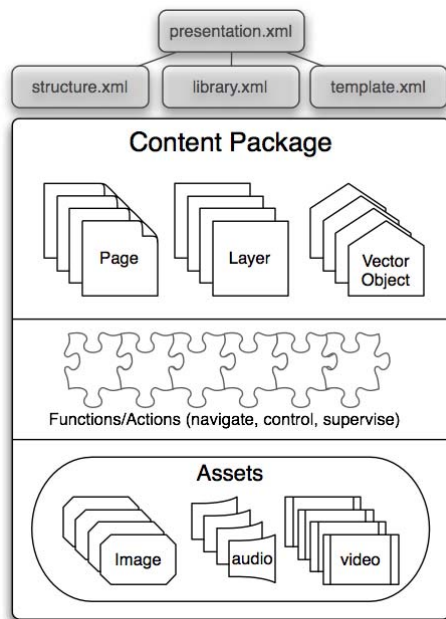 presentation.xml
structure.xml
library.xml
template.xml
Content Package
Page
Layer
Vector
Object
Functions/Actions (navigate, control, supervise)
Assets
Image
audio
video